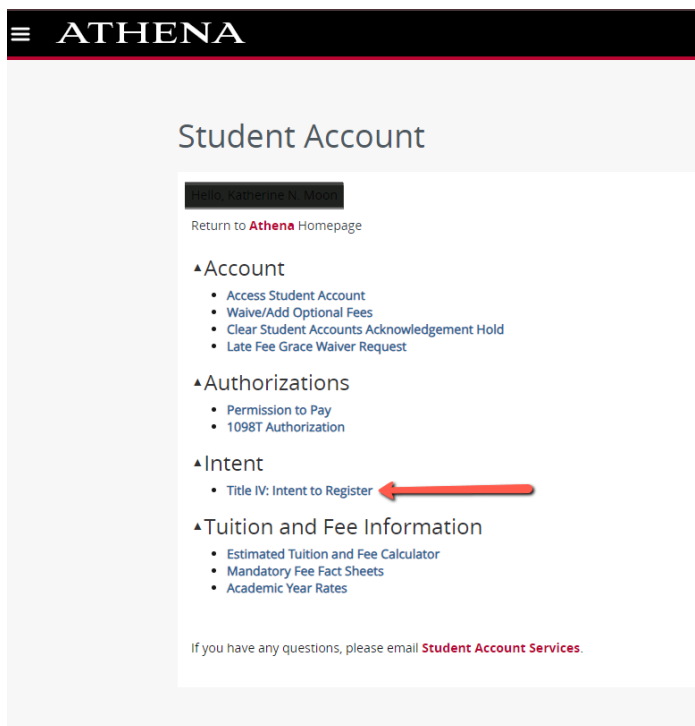 ATHENA
Student Account
Hello, Katherine N. Moon
Return to Athena Homepage
Account
Access Student Account
Waive/Add Optional Fees
Clear Student Accounts Acknowledgement Hold
Late Fee Grace Waiver Request
Authorizations
Permission to Pay
1098T Authorization
Intent
Title IV: Intent to Register
Tuition and Fee Information
Estimated Tuition and Fee Calculator
Mandatory Fee Fact Sheets
Academic Year Rates
If you have any questions, please email Student Account Services.